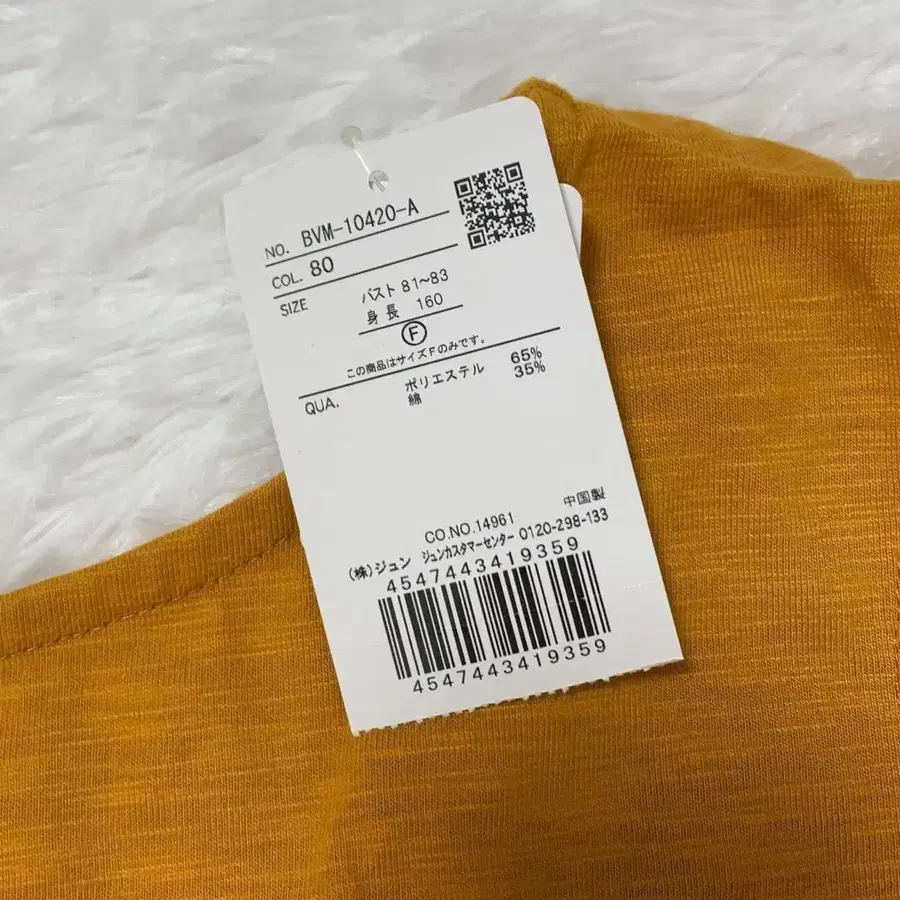 NO. BVM-10420-A
COL. 80
SIZE バスト 81~83
身長 160
Ⓕ
この商品はサイズFのみです。
QUA. ポリエステル 65%
綿 35%
中国製
CO.NO.14961
(株)ジュン ジュンカスタマーセンター 0120-298-133
4547443419359
4547443419359